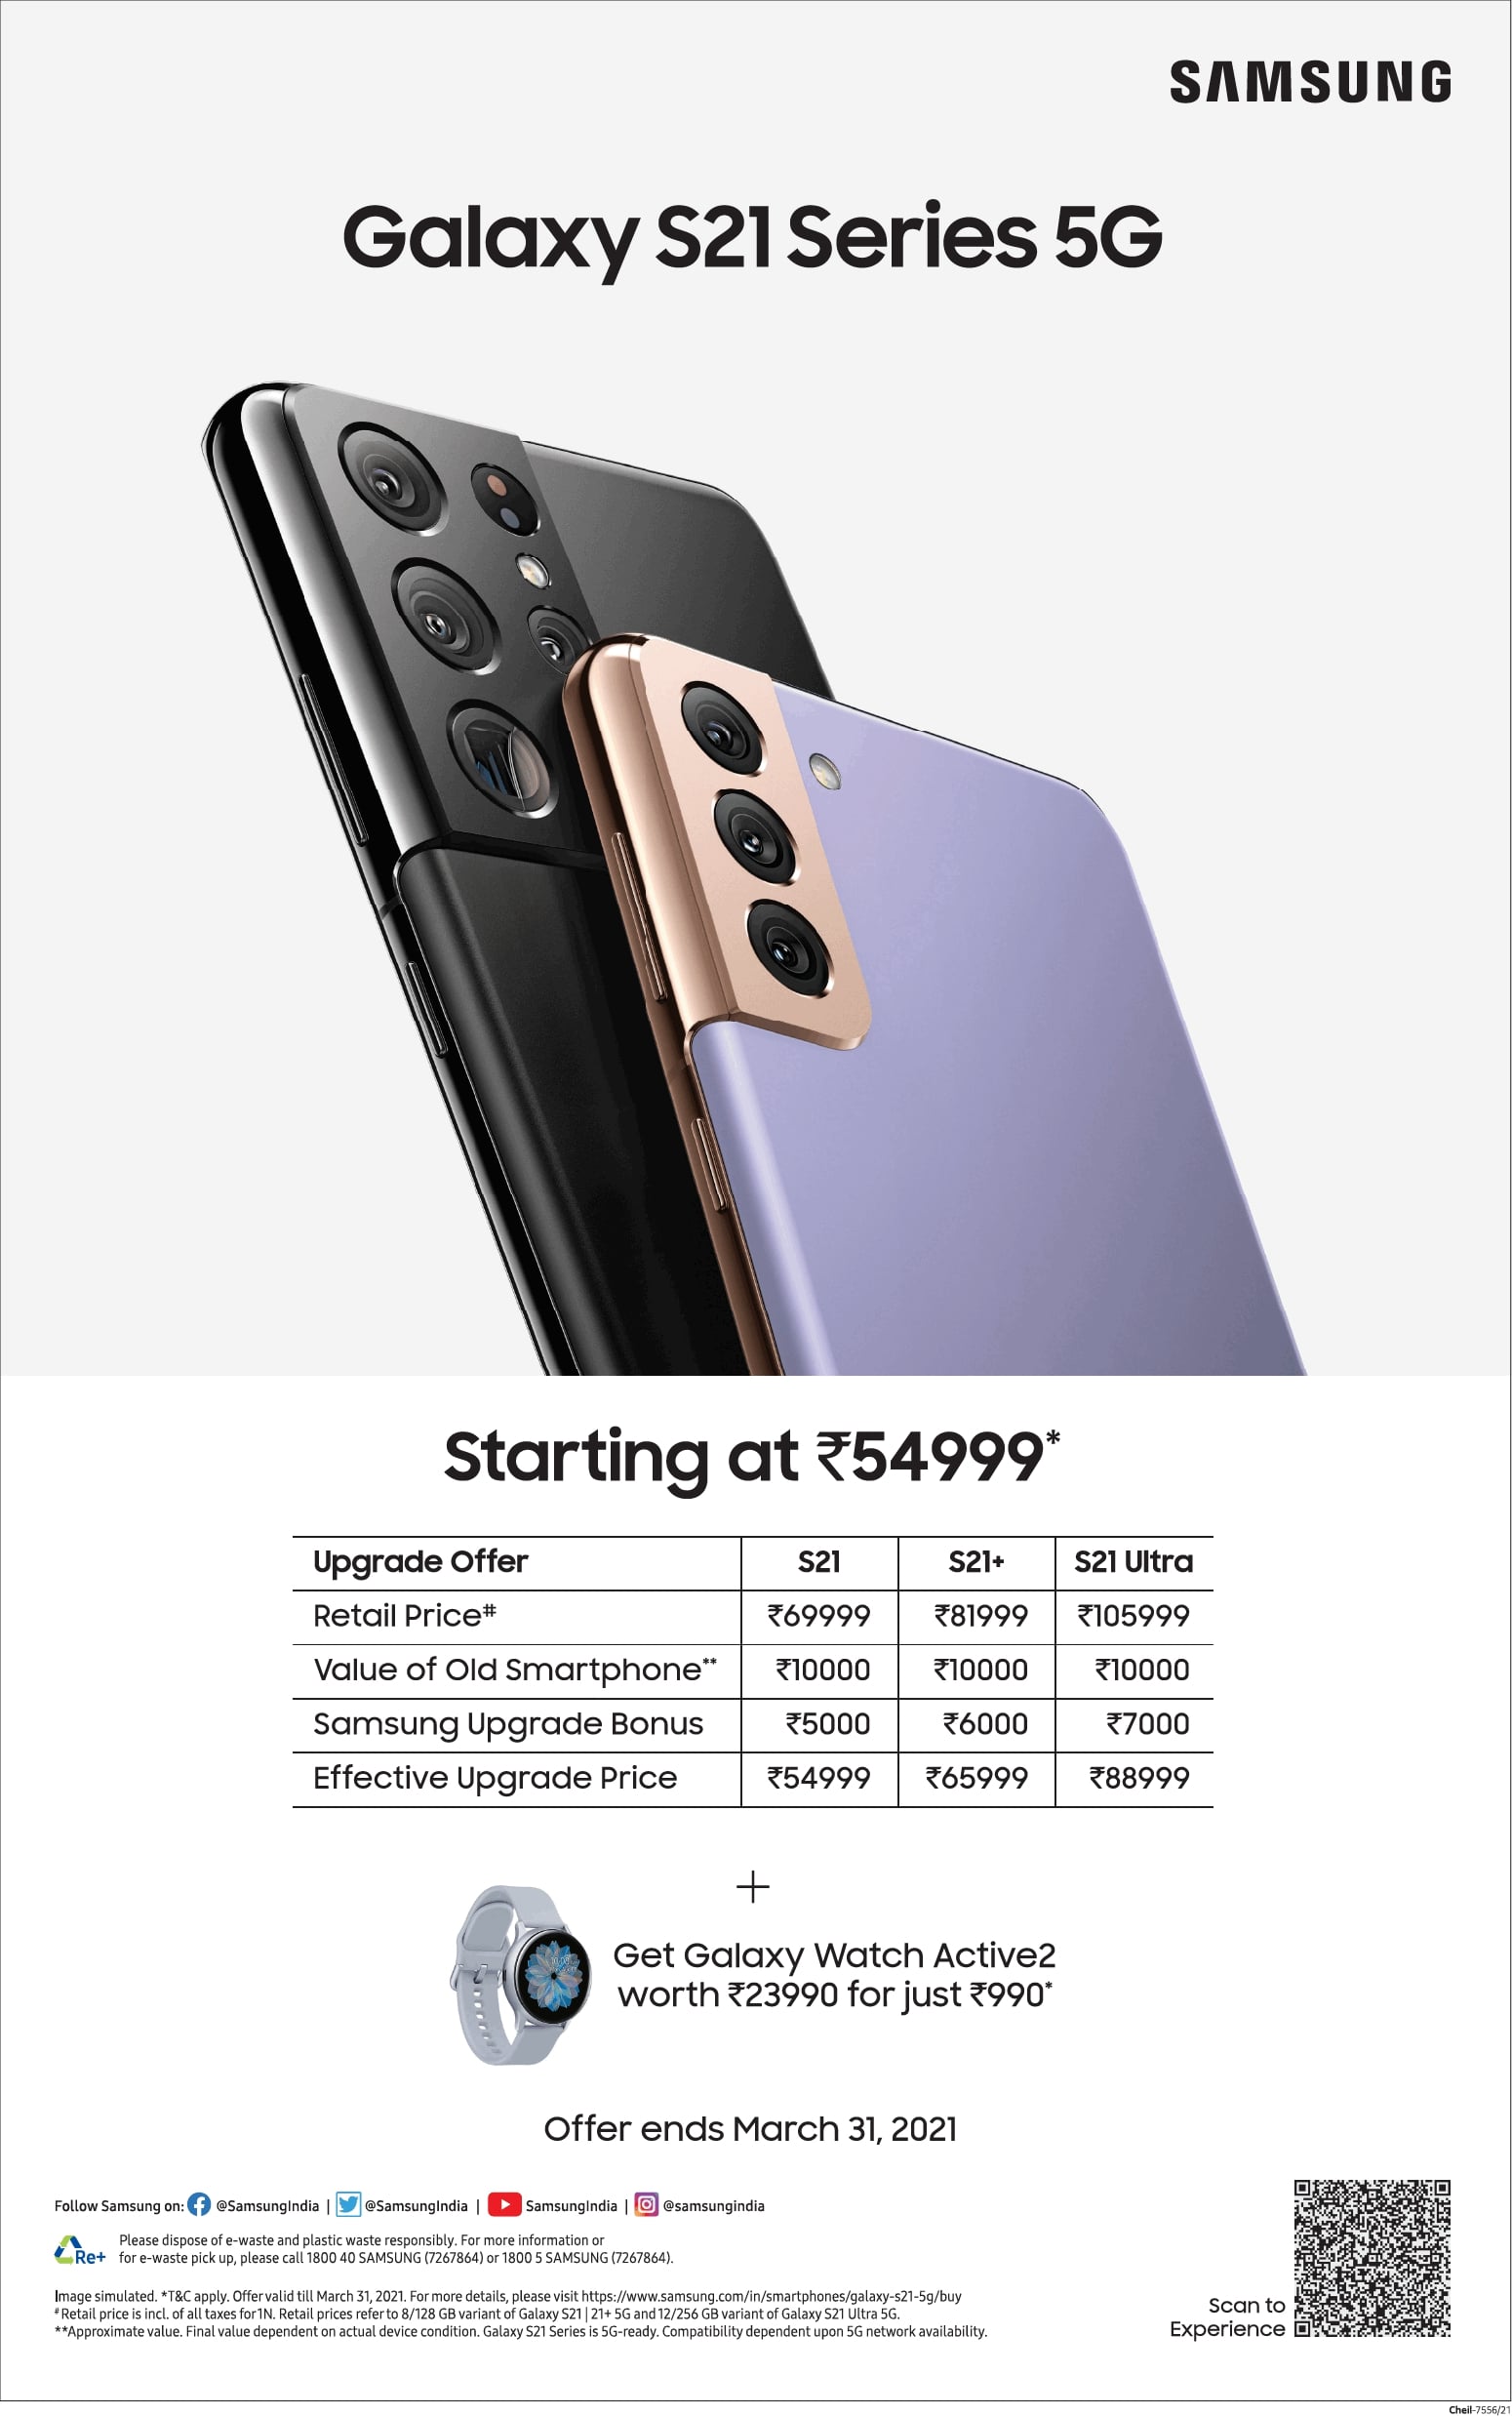 SAMSUNG
Galaxy S21 Series 5G
Starting at ₹54999*
Upgrade Offer S21 S21+ S21 Ultra
Retail Price# ₹69999 ₹81999 ₹105999
Value of Old Smartphone** ₹10000 ₹10000 ₹10000
Samsung Upgrade Bonus ₹5000 ₹6000 ₹7000
Effective Upgrade Price ₹54999 ₹65999 ₹88999
+
Get Galaxy Watch Active2
worth ₹23990 for just ₹990*
Offer ends March 31, 2021
Follow Samsung on: @SamsungIndia | @SamsungIndia | SamsungIndia | @samsungindia
Re+
Please dispose of e-waste and plastic waste responsibly. For more information or
for e-waste pick up, please call 1800 40 SAMSUNG (7267864) or 1800 5 SAMSUNG (7267864).
Image simulated. *T&C apply. Offer valid till March 31, 2021. For more details, please visit https://www.samsung.com/in/smartphones/galaxy-s21-5g/buy
#Retail price is incl. of all taxes for 1N. Retail prices refer to 8/128 GB variant of Galaxy S21 | 21+ 5G and 12/256 GB variant of Galaxy S21 Ultra 5G.
**Approximate value. Final value dependent on actual device condition. Galaxy S21 Series is 5G-ready. Compatibility dependent upon 5G network availability.
Scan to
Experience
Cheil-7556/21